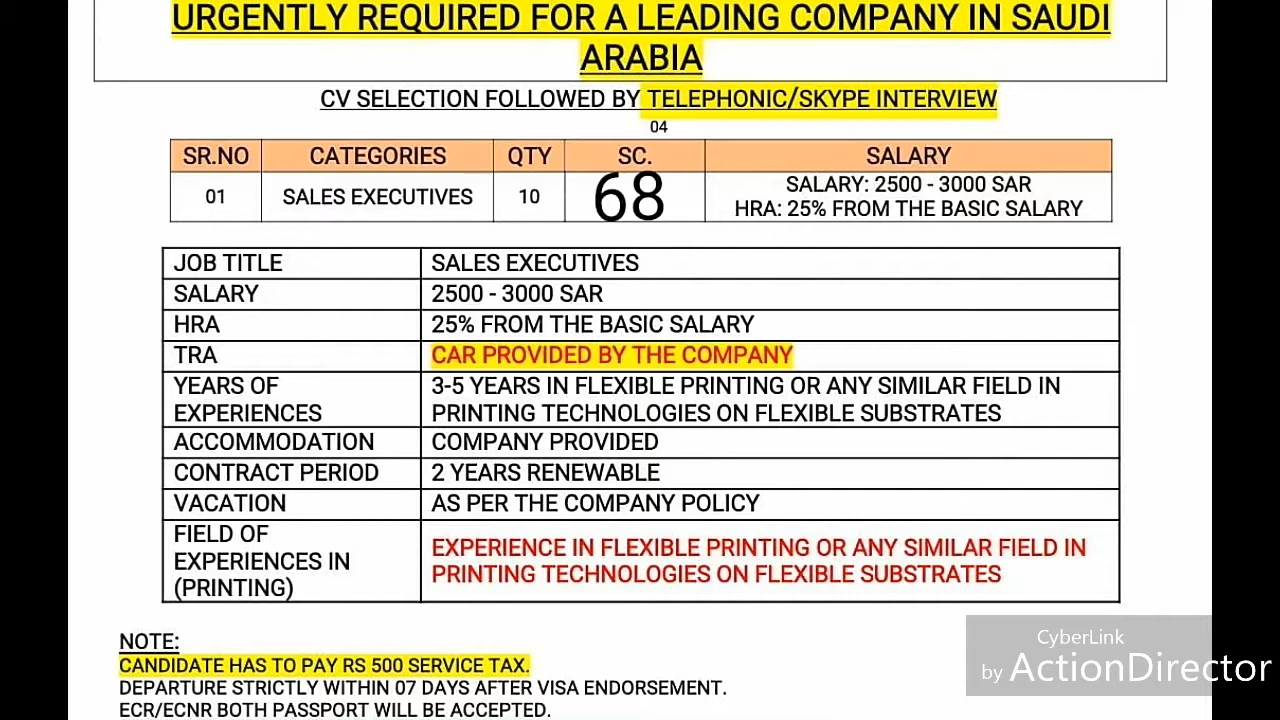 URGENTLY REQUIRED FOR A LEADING COMPANY IN SAUDI
ARABIA
CV SELECTION FOLLOWED BY TELEPHONIC/SKYPE INTERVIEW
04
SR.NO CATEGORIES QTY SC. SALARY
01 SALES EXECUTIVES 10 68 SALARY: 2500 - 3000 SAR
HRA: 25% FROM THE BASIC SALARY
JOB TITLE SALES EXECUTIVES
SALARY 2500 - 3000 SAR
HRA 25% FROM THE BASIC SALARY
TRA CAR PROVIDED BY THE COMPANY
YEARS OF 3-5 YEARS IN FLEXIBLE PRINTING OR ANY SIMILAR FIELD IN
EXPERIENCES PRINTING TECHNOLOGIES ON FLEXIBLE SUBSTRATES
ACCOMMODATION COMPANY PROVIDED
CONTRACT PERIOD 2 YEARS RENEWABLE
VACATION AS PER THE COMPANY POLICY
FIELD OF
EXPERIENCES IN
(PRINTING)
EXPERIENCE IN FLEXIBLE PRINTING OR ANY SIMILAR FIELD IN
PRINTING TECHNOLOGIES ON FLEXIBLE SUBSTRATES
NOTE:
CANDIDATE HAS TO PAY RS 500 SERVICE TAX.
DEPARTURE STRICTLY WITHIN 07 DAYS AFTER VISA ENDORSEMENT.
ECR/ECNR BOTH PASSPORT WILL BE ACCEPTED.
CyberLink
by ActionDirector